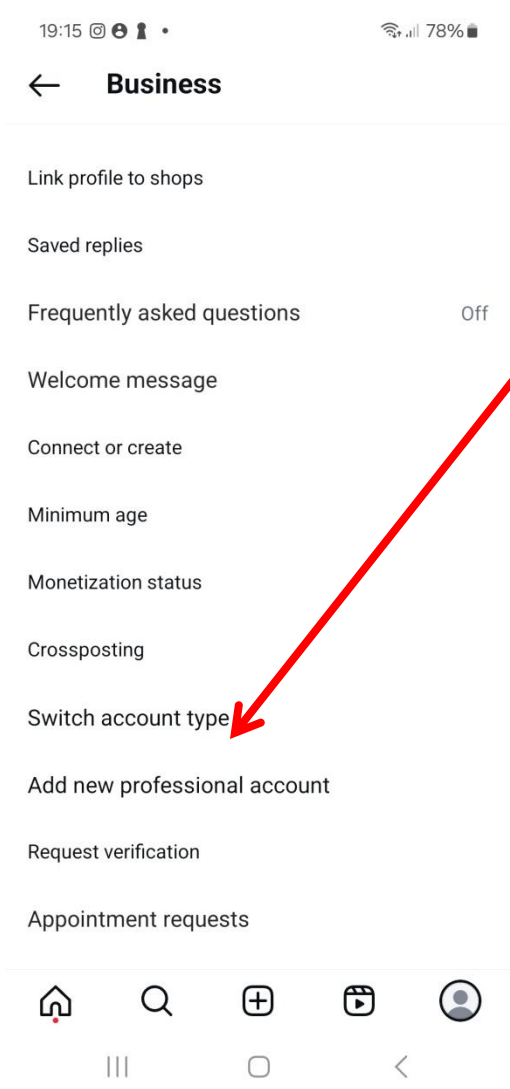 19:15
78%
Business
Link profile to shops
Saved replies
Frequently asked questions Off
Welcome message
Connect or create
Minimum age
Monetization status
Crossposting
Switch account type
Add new professional account
Request verification
Appointment requests